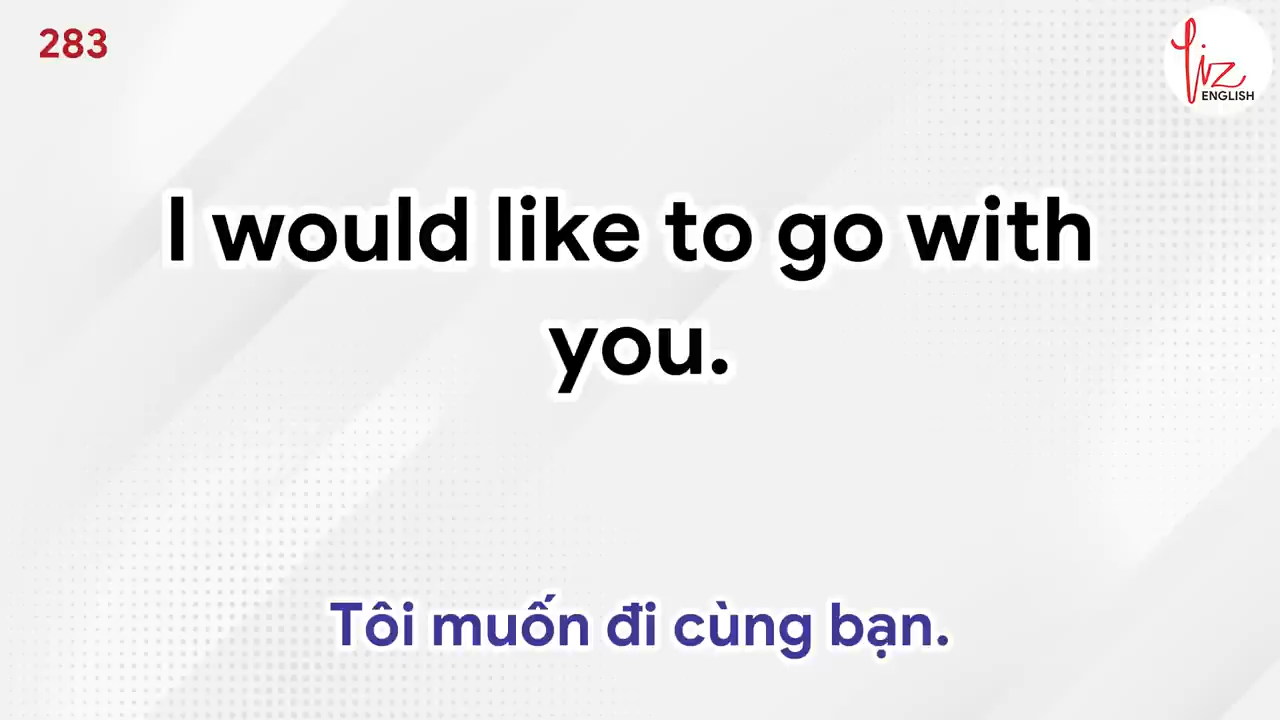 283
Liz
ENGLISH
I would like to go with
you.
Tôi muốn đi cùng bạn.